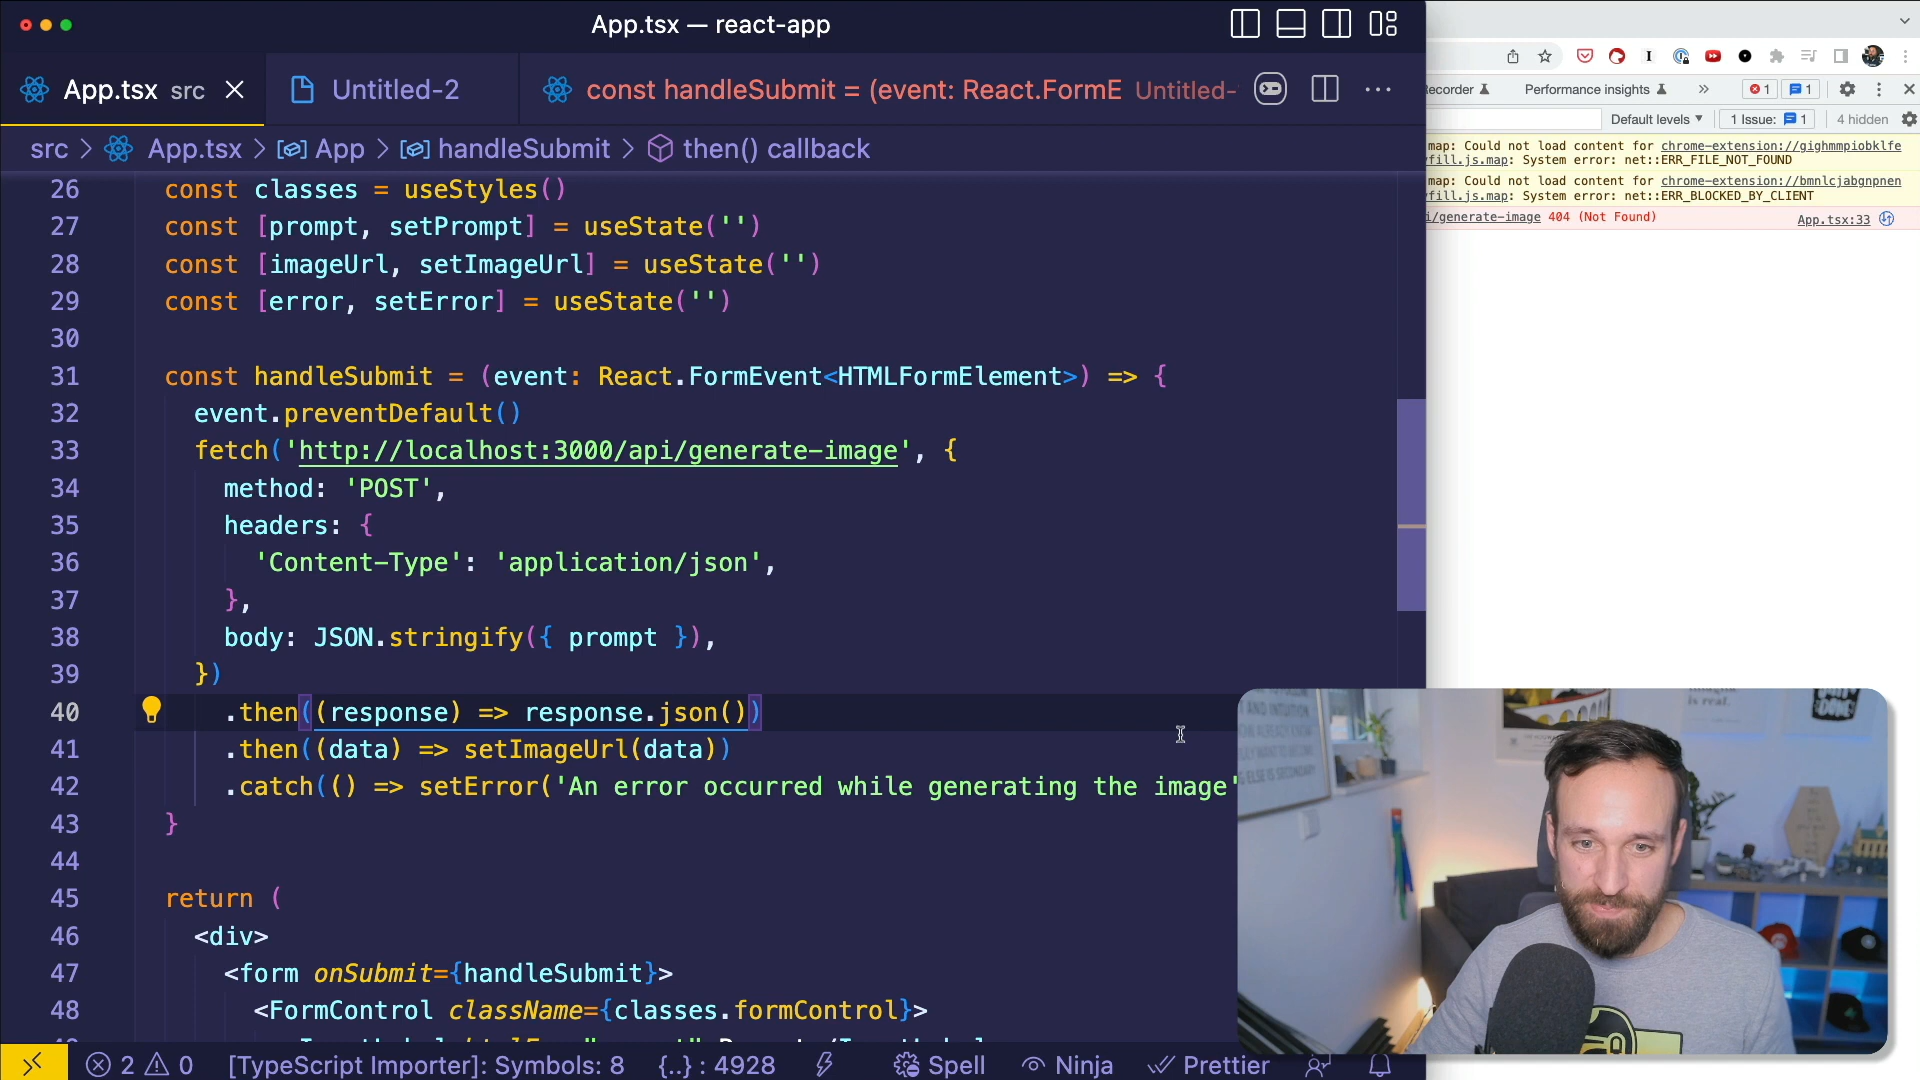 App.tsx — react-app
App.tsx src
Untitled-2
const handleSubmit = (event: React.FormE Untitled-
src > App.tsx > App > handleSubmit > then() callback
26 const classes = useStyles()
27 const [prompt, setPrompt] = useState('')
28 const [imageUrl, setImageUrl] = useState('')
29 const [error, setError] = useState('')
30
31 const handleSubmit = (event: React.FormEvent<HTMLFormElement>) => {
32 event.preventDefault()
33 fetch('http://localhost:3000/api/generate-image', {
34 method: 'POST',
35 headers: {
36 'Content-Type': 'application/json',
37 },
38 body: JSON.stringify({ prompt }),
39 })
40 .then((response) => response.json())
41 .then((data) => setImageUrl(data))
42 .catch(() => setError('An error occurred while generating the image'
43 }
44
45 return (
46 <div>
47 <form onSubmit={handleSubmit}>
48 <FormControl className={classes.formControl}>
2 0 [TypeScript Importer]: Symbols: 8 {..} : 4928 Spell Ninja Prettier
ecorder Performance insights 1 1
Default levels 1 Issue: 1 4 hidden
map: Could not load content for chrome-extension://gighmmpiobklfe
fill.js.map: System error: net::ERR_FILE_NOT_FOUND
map: Could not load content for chrome-extension://bmnlcjabgnpnen
fill.js.map: System error: net::ERR_BLOCKED_BY_CLIENT
i/generate-image 404 (Not Found) App.tsx:33